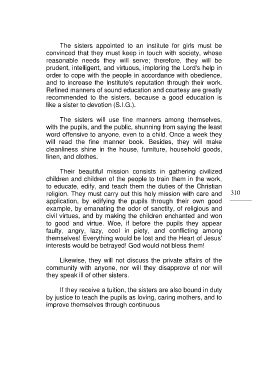 The sisters appointed to an institute for girls must be
convinced that they must keep in touch with society, whose
reasonable needs they will serve; therefore, they will be
prudent, intelligent, and virtuous, imploring the Lord's help in
order to cope with the people in accordance with obedience,
and to increase the Institute's reputation through their work.
Refined manners of sound education and courtesy are greatly
recommended to the sisters, because a good education is
like a sister to devotion (S.I.G.).
The sisters will use fine manners among themselves,
with the pupils, and the public, shunning from saying the least
word offensive to anyone, even to a child. Once a week they
will read the fine manner book. Besides, they will make
cleanliness shine in the house, furniture, household goods,
linen, and clothes.
Their beautiful mission consists in gathering civilized
children and children of the people to train them in the work,
to educate, edify, and teach them the duties of the Christian
religion. They must carry out this holy mission with care and
310
application, by edifying the pupils through their own good
example, by emanating the odor of sanctity, of religious and
civil virtues, and by making the children enchanted and won
to good and virtue. Woe, if before the pupils they appear
faulty, angry, lazy, cool in piety, and conflicting among
themselves! Everything would be lost and the Heart of Jesus'
interests would be betrayed! God would not bless them!
Likewise, they will not discuss the private affairs of the
community with anyone, nor will they disapprove of nor will
they speak ill of other sisters.
If they receive a tuition, the sisters are also bound in duty
by justice to teach the pupils as loving, caring mothers, and to
improve themselves through continuous